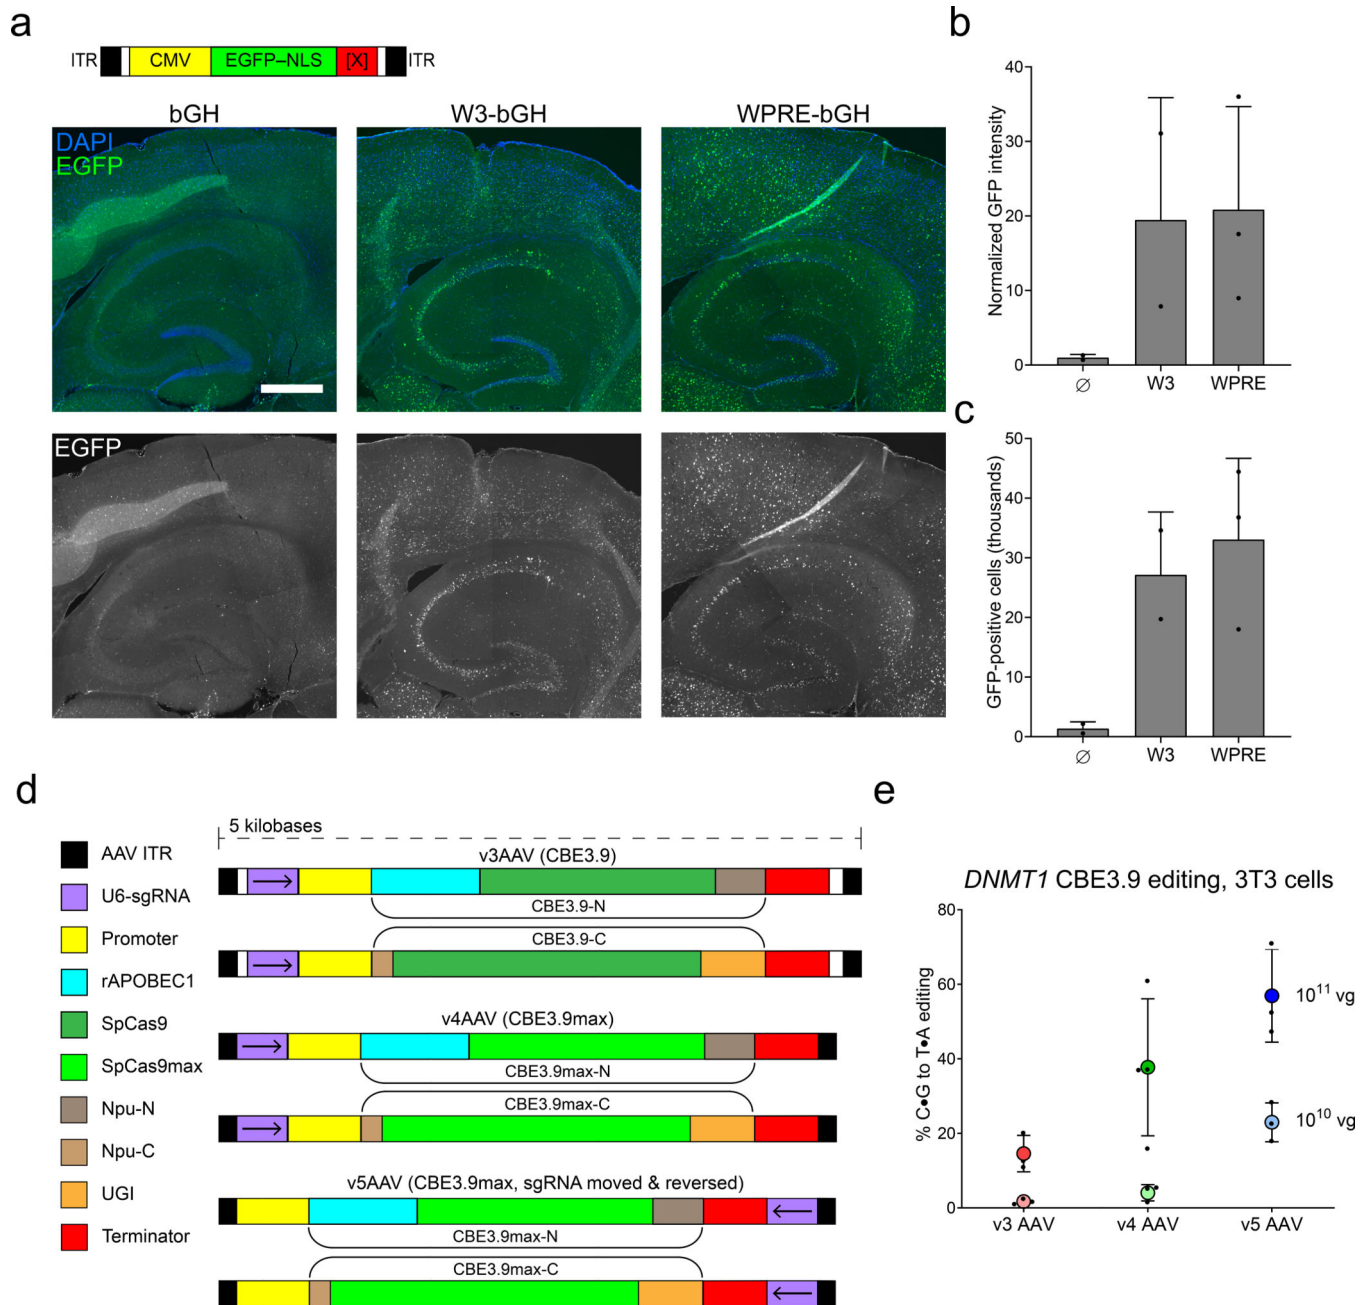 a
ITR CMV EGFP–NLS [X] ITR
bGH W3-bGH WPRE-bGH
DAPI
EGFP
EGFP
b
Normalized GFP intensity
40
30
20
10
0
∅ W3 WPRE
c
GFP-positive cells (thousands)
50
40
30
20
10
0
∅ W3 WPRE
d
AAV ITR
U6-sgRNA
Promoter
rAPOBEC1
SpCas9
SpCas9max
Npu-N
Npu-C
UGI
Terminator
5 kilobases
v3AAV (CBE3.9)
CBE3.9-N
CBE3.9-C
v4AAV (CBE3.9max)
CBE3.9max-N
CBE3.9max-C
v5AAV (CBE3.9max, sgRNA moved & reversed)
CBE3.9max-N
CBE3.9max-C
e
DNMT1 CBE3.9 editing, 3T3 cells
% C•G to T•A editing
80
60
40
20
0
10¹¹ vg
10¹⁰ vg
v3 AAV v4 AAV v5 AAV